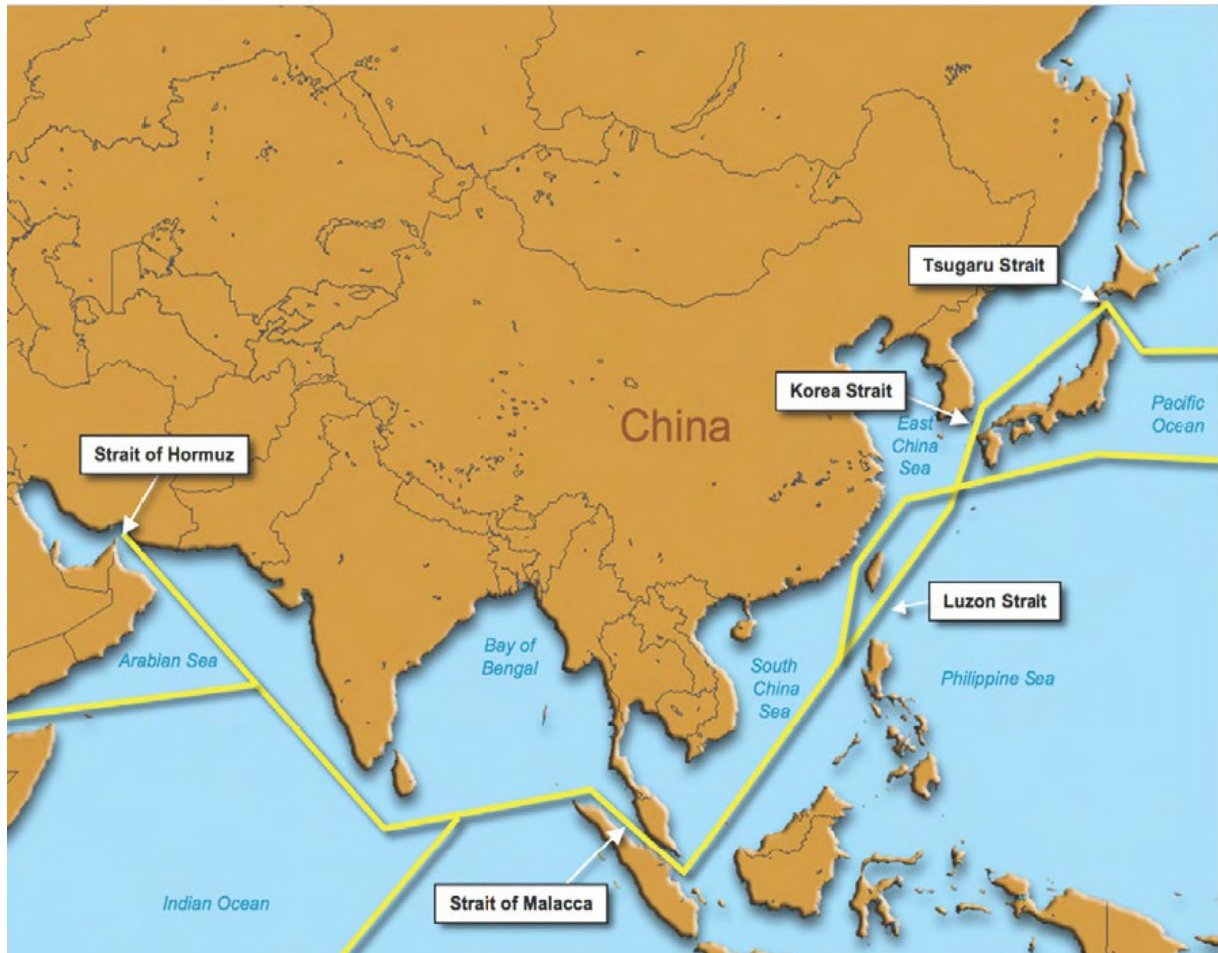 Tsugaru Strait
Korea Strait
Pacific
Ocean
China
East
China
Sea
Strait of Hormuz
Luzon Strait
Arabian Sea
Bay of
Bengal
South
China
Sea
Philippine Sea
Strait of Malacca
Indian Ocean